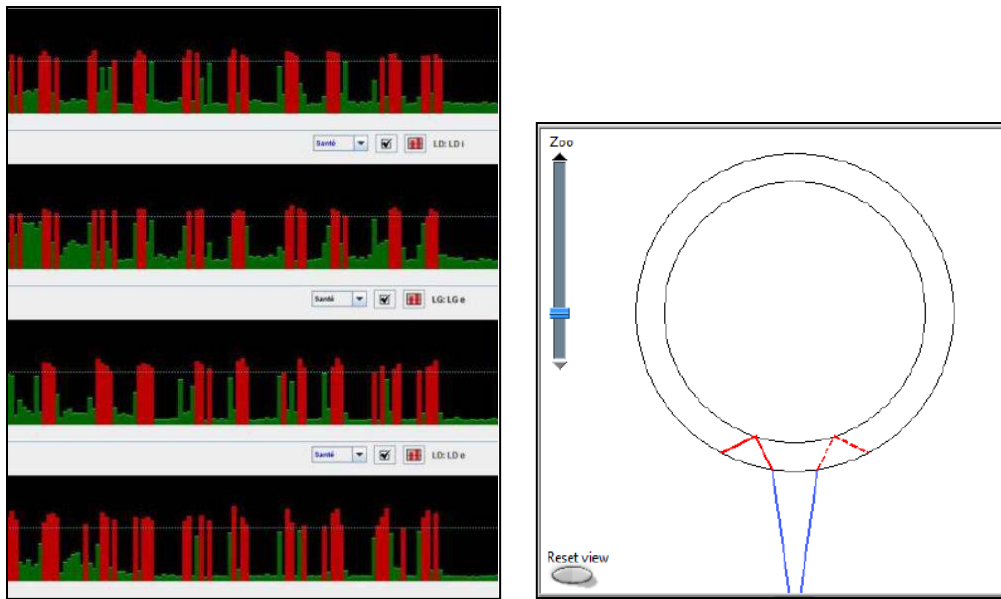 Santé LD: LD i
Santé LG: LG e
Santé LD: LD e
Zoo
Reset view